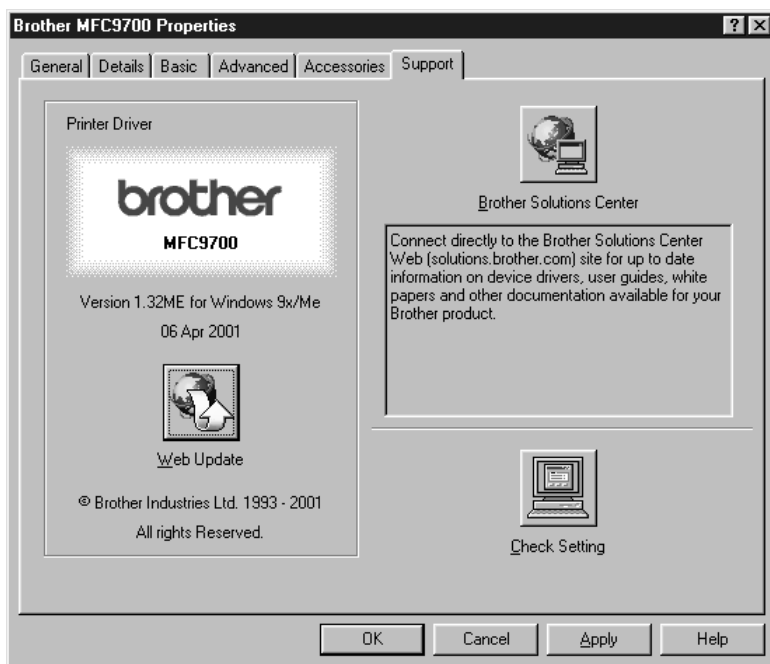 Brother MFC9700 Properties
General Details Basic Advanced Accessories Support
Printer Driver
brother
MFC9700
Version 1.32ME for Windows 9x/Me
06 Apr 2001
Web Update
© Brother Industries Ltd. 1993 - 2001
All rights Reserved.
Brother Solutions Center
Connect directly to the Brother Solutions Center
Web (solutions.brother.com) site for up to date
information on device drivers, user guides, white
papers and other documentation available for your
Brother product.
Check Setting
OK Cancel Apply Help